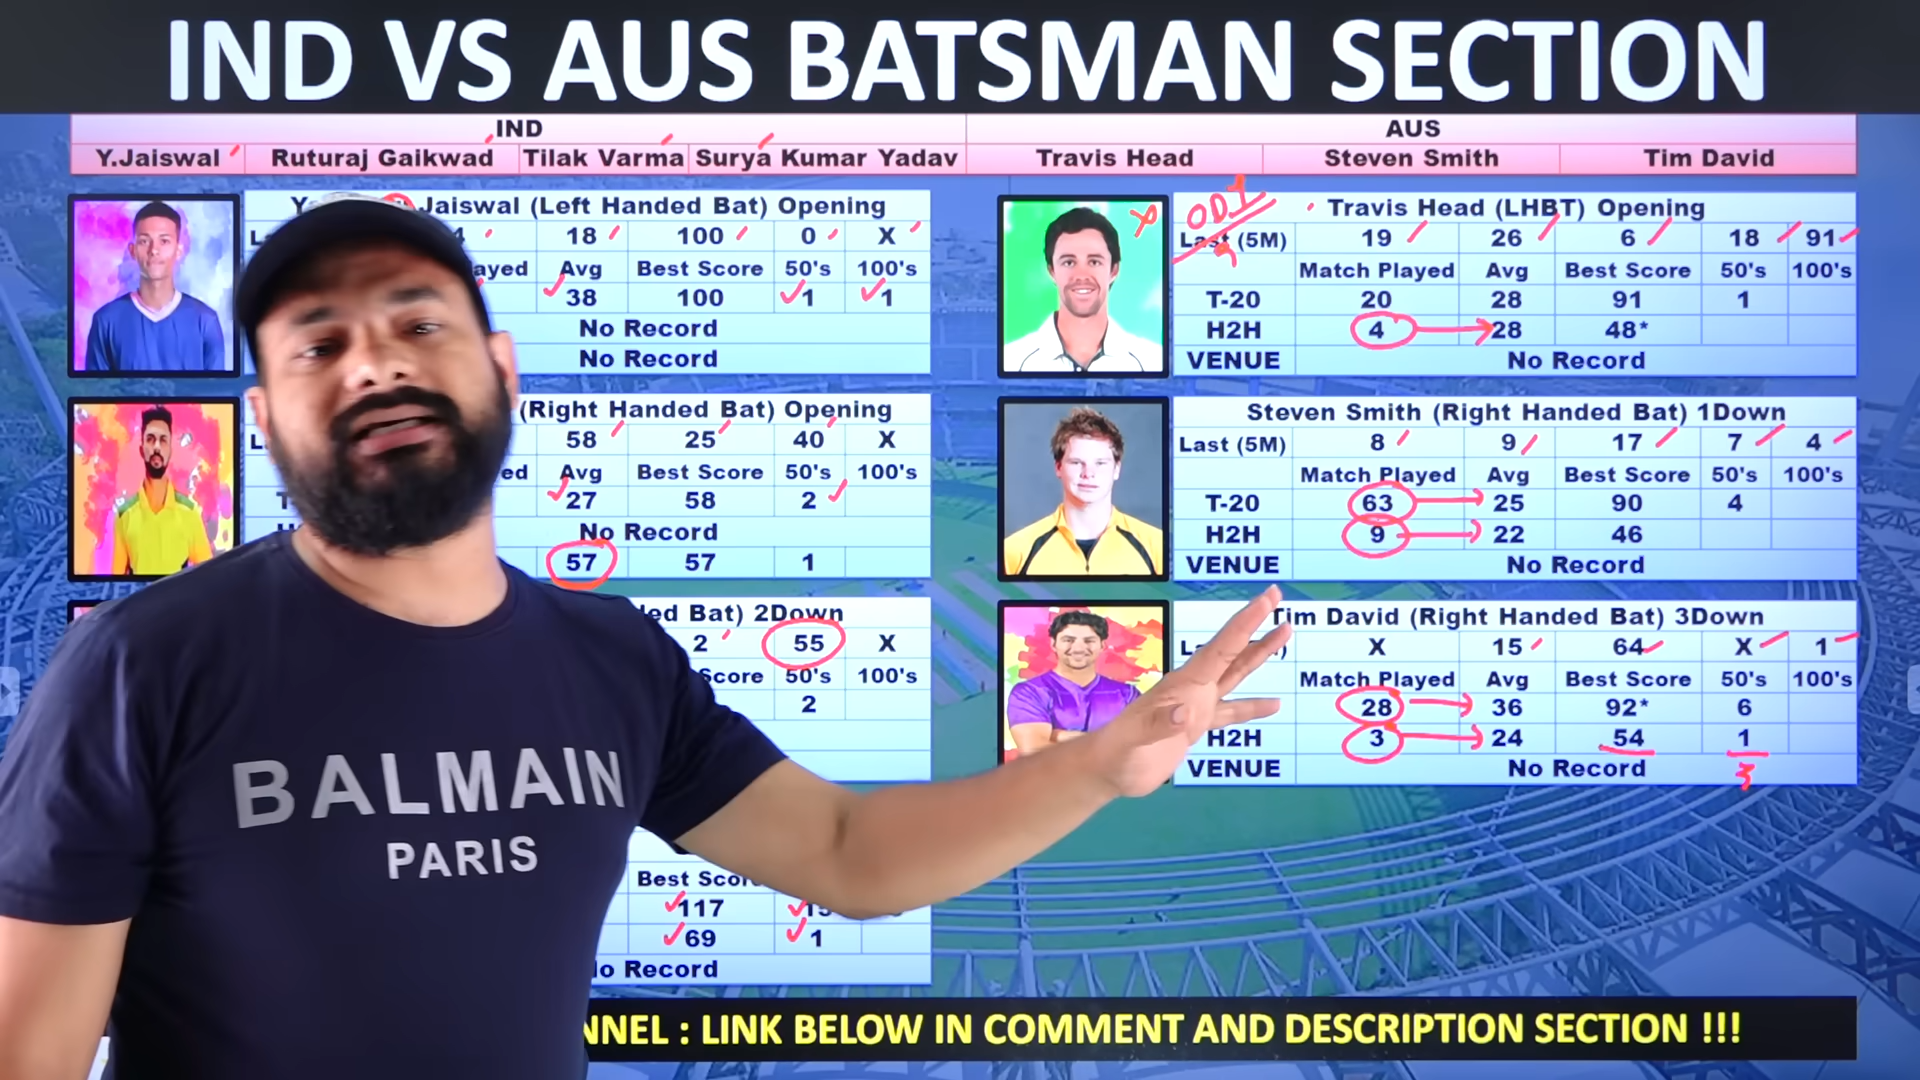 IND VS AUS BATSMAN SECTION
IND AUS
Y.Jaiswal Ruturaj Gaikwad Tilak Varma Surya Kumar Yadav Travis Head Steven Smith Tim David
Jaiswal (Left Handed Bat) Opening
18 100 0 X
Avg Best Score 50's 100's
38 100 1 1
No Record
No Record
(Right Handed Bat) Opening
58 25 40 X
Avg Best Score 50's 100's
27 58 2
No Record
57 57 1
Bat) 2Down
2 55 X
50's 100's
2
Best
117
69 1
Record
ODI
Travis Head (LHBT) Opening
Last (5M) 19 26 6 18 91
Match Played Avg Best Score 50's 100's
T-20 20 28 91 1
H2H 4 28 48*
VENUE No Record
Steven Smith (Right Handed Bat) 1Down
Last (5M) 8 9 17 7 4
Match Played Avg Best Score 50's 100's
T-20 63 25 90 4
H2H 9 22 46
VENUE No Record
Tim David (Right Handed Bat) 3Down
X 15 64 X 1
Match Played Avg Best Score 50's 100's
28 36 92* 6
H2H 3 24 54 1
VENUE No Record
BALMAIN
PARIS
: LINK BELOW IN COMMENT AND DESCRIPTION SECTION !!!